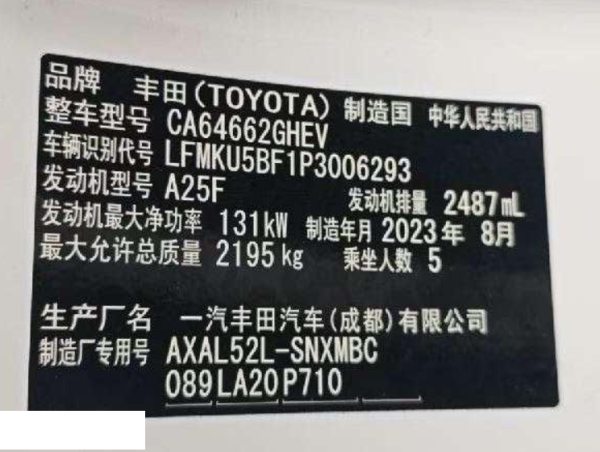 品牌 丰田(TOYOTA) 制造国 中华人民共和国
整车型号 CA64662GHEV
车辆识别代号 LFMKU5BF1P3006293
发动机型号 A25F 发动机排量 2487mL
发动机最大净功率 131kW 制造年月 2023年 8月
最大允许总质量 2195kg 乘坐人数 5
生产厂名 一汽丰田汽车(成都)有限公司
制造厂专用号 AXAL52L-SNXMBC
089 LA20 P710